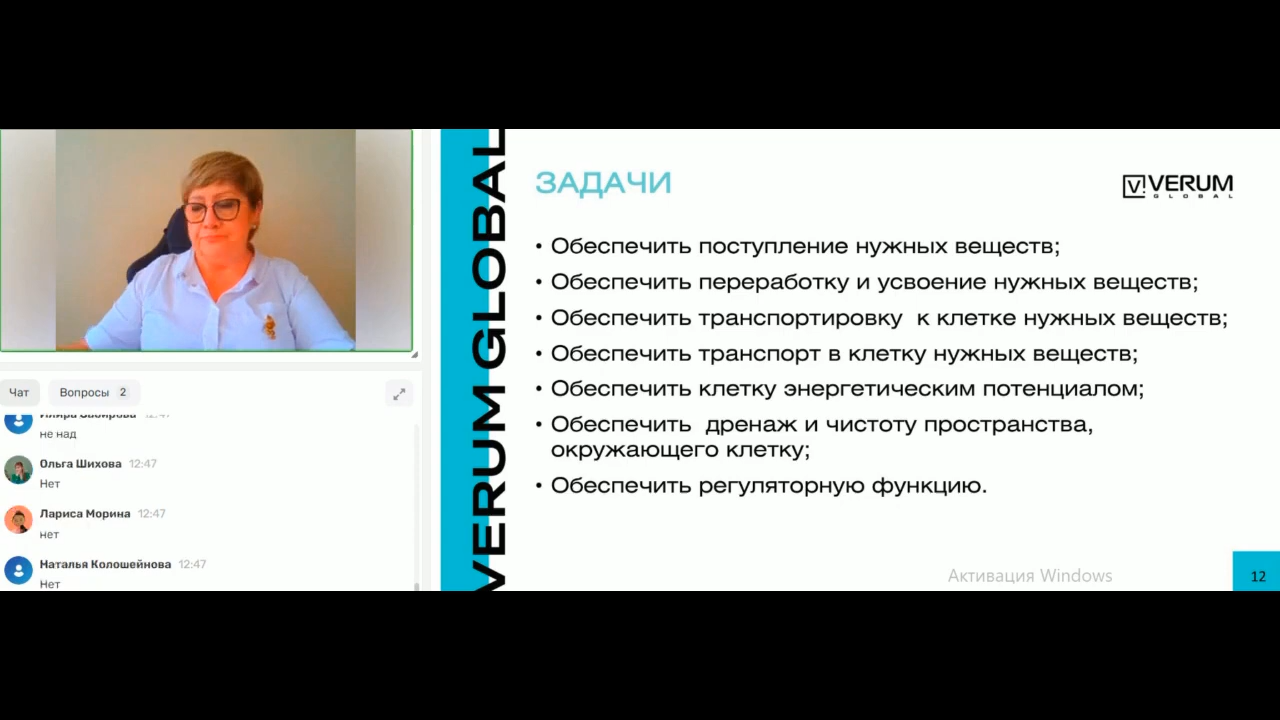 Чат
Вопросы 2
12:47
не над
Ольга Шихова 12:47
Нет
Лариса Морина 12:47
нет
Наталья Колошейнова 12:47
Нет
VERUM GLOBAL
ЗАДАЧИ
V! VERUM
GLOBAL
• Обеспечить поступление нужных веществ;
• Обеспечить переработку и усвоение нужных веществ;
• Обеспечить транспортировку к клетке нужных веществ;
• Обеспечить транспорт в клетку нужных веществ;
• Обеспечить клетку энергетическим потенциалом;
• Обеспечить дренаж и чистоту пространства,
окружающего клетку;
• Обеспечить регуляторную функцию.
Активация Windows
12